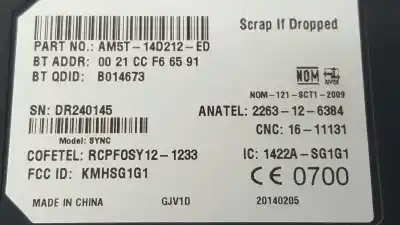 Scrap If Dropped
PART NO.: AM5T-14D212-ED
BT ADDR: 00 21 CC F6 65 91
BT QDID: B014673
NOM
NOM-121-SCT1-2009
SN: DR240145
ANATEL: 2263-12-6384
CNC: 16-11131
Model: SYNC
COFETEL: RCPFOSY12-1233
IC: 1422A-SG1G1
FCC ID: KMHSG1G1
CE 0700
MADE IN CHINA
GJV1D
20140205